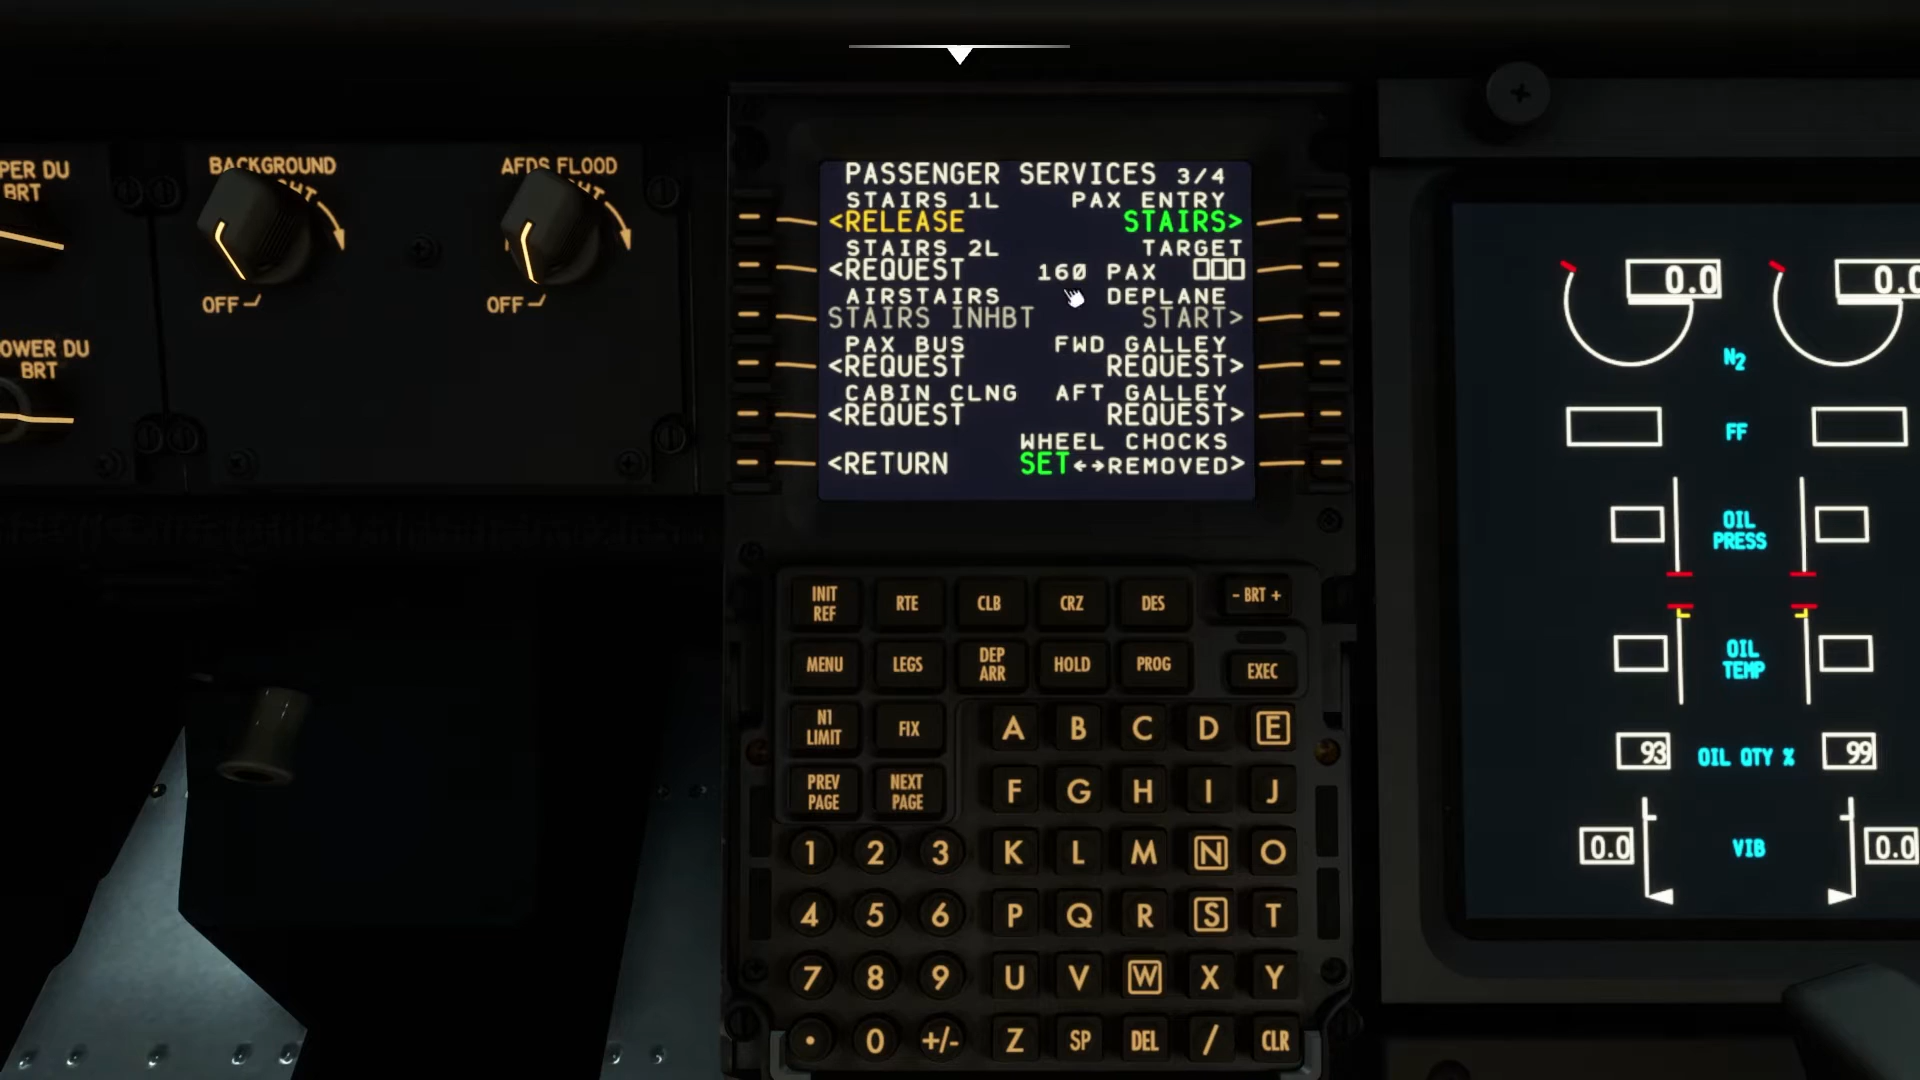 PER DU
BRT
BACKGROUND
OFF
AFDS FLOOD
OFF
OWER DU
BRT
PASSENGER SERVICES 3/4
STAIRS 1L PAX ENTRY
<RELEASE STAIRS>
STAIRS 2L TARGET
<REQUEST 160 PAX □□□
AIRSTAIRS DEPLANE
STAIRS INHBT START>
PAX BUS FWD GALLEY
<REQUEST REQUEST>
CABIN CLNG AFT GALLEY
<REQUEST REQUEST>
WHEEL CHOCKS
<RETURN SET←→REMOVED>
INIT REF RTE CLB CRZ DES - BRT +
MENU LEGS DEP ARR HOLD PROG EXEC
N1 LIMIT FIX A B C D E
PREV PAGE NEXT PAGE F G H I J
1 2 3 K L M N O
4 5 6 P Q R S T
7 8 9 U V W X Y
. 0 +/- Z SP DEL / CLR
0.0 0.0
N2
FF
OIL
PRESS
OIL
TEMP
93 OIL QTY % 99
0.0 VIB 0.0